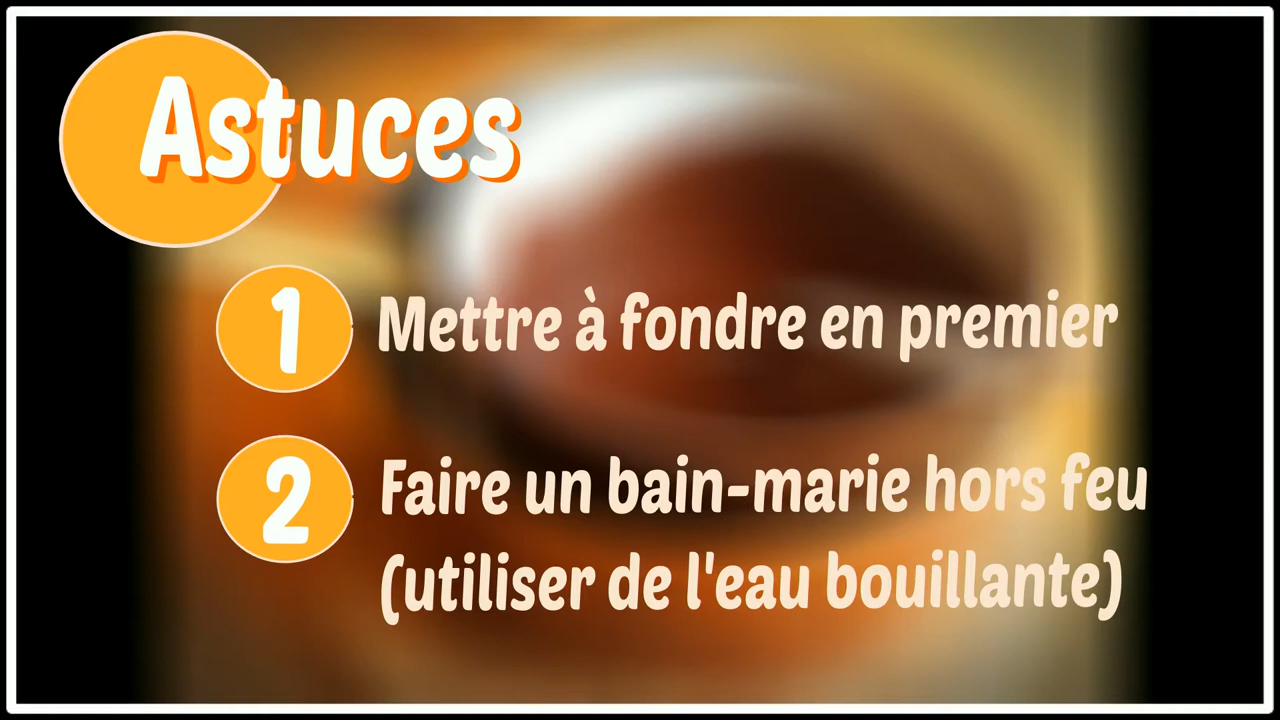 Astuces
1 Mettre à fondre en premier
2 Faire un bain-marie hors feu
(utiliser de l'eau bouillante)